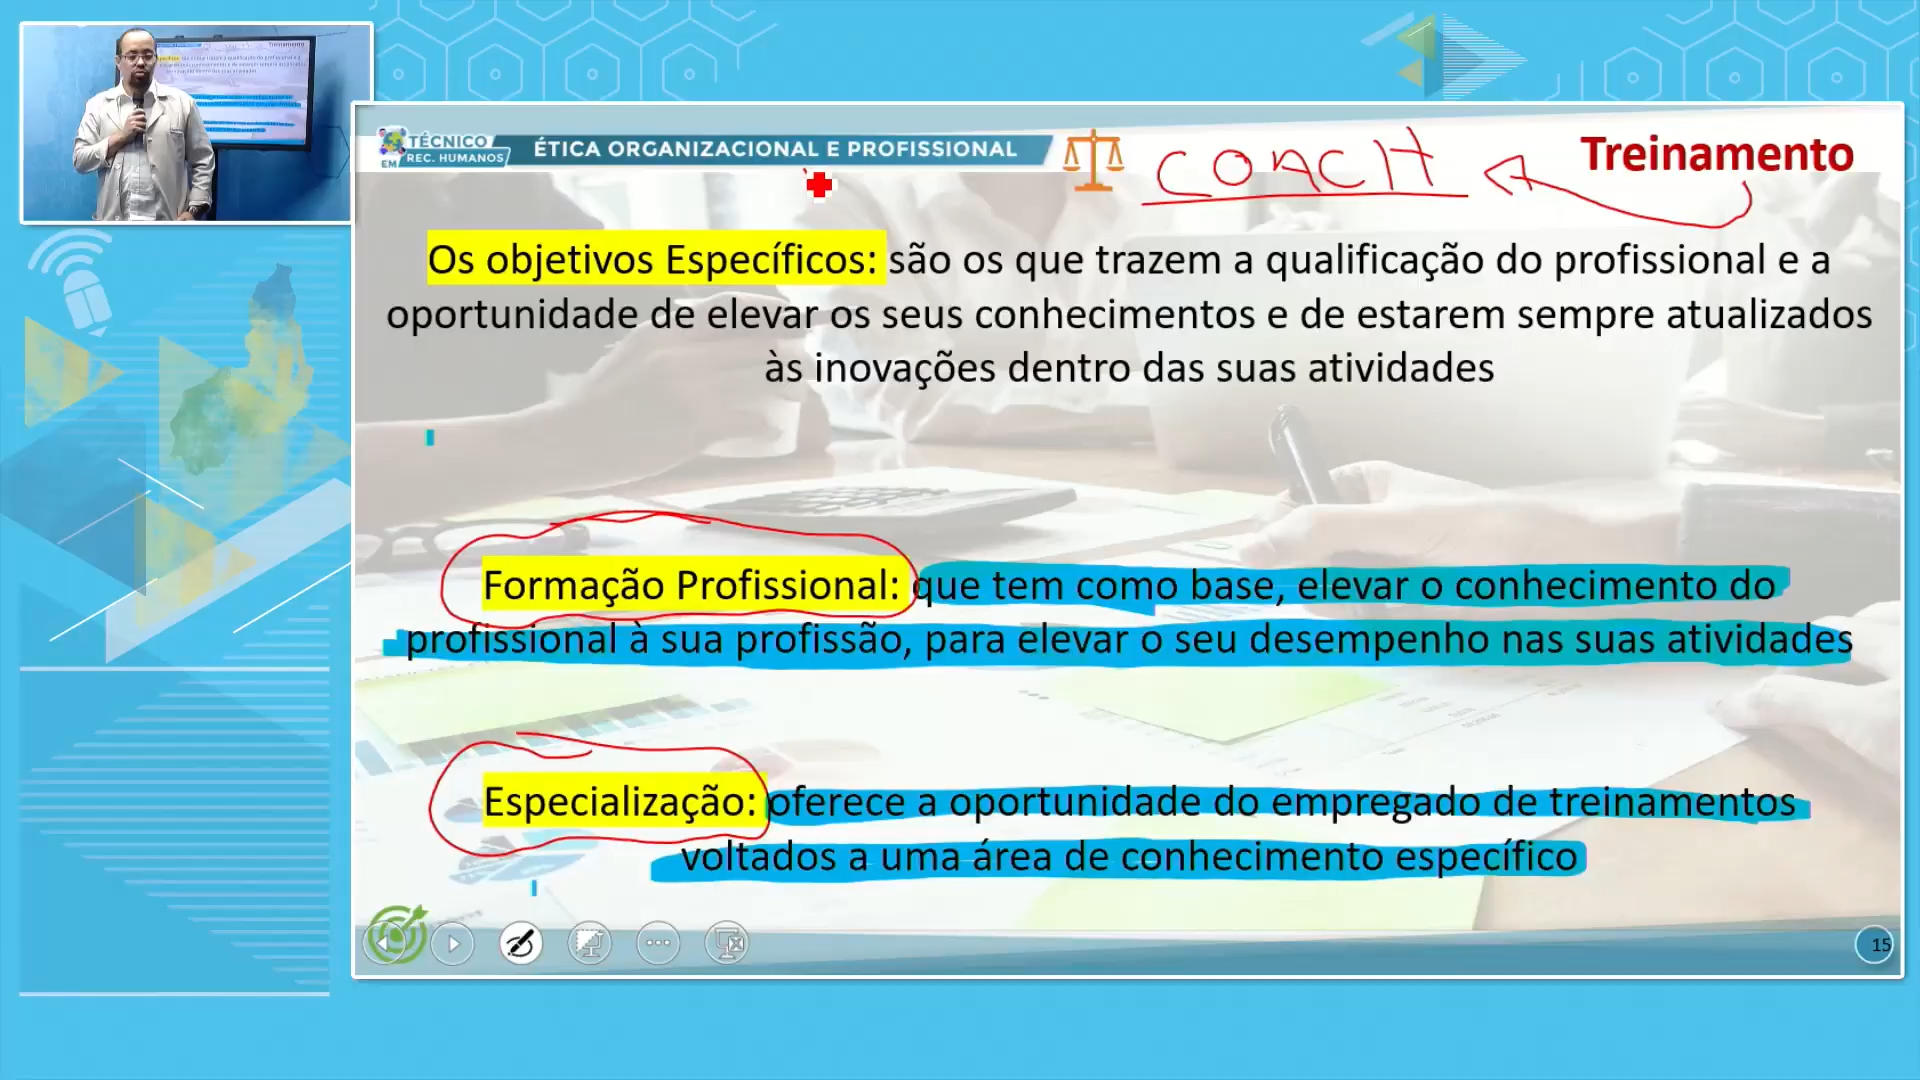 Treinamento
TÉCNICO
EM REC. HUMANOS
ÉTICA ORGANIZACIONAL E PROFISSIONAL
COACH
Treinamento
Os objetivos Específicos: são os que trazem a qualificação do profissional e a
oportunidade de elevar os seus conhecimentos e de estarem sempre atualizados
às inovações dentro das suas atividades
Formação Profissional: que tem como base, elevar o conhecimento do
profissional à sua profissão, para elevar o seu desempenho nas suas atividades
Especialização: oferece a oportunidade do empregado de treinamentos
voltados a uma área de conhecimento específico
15